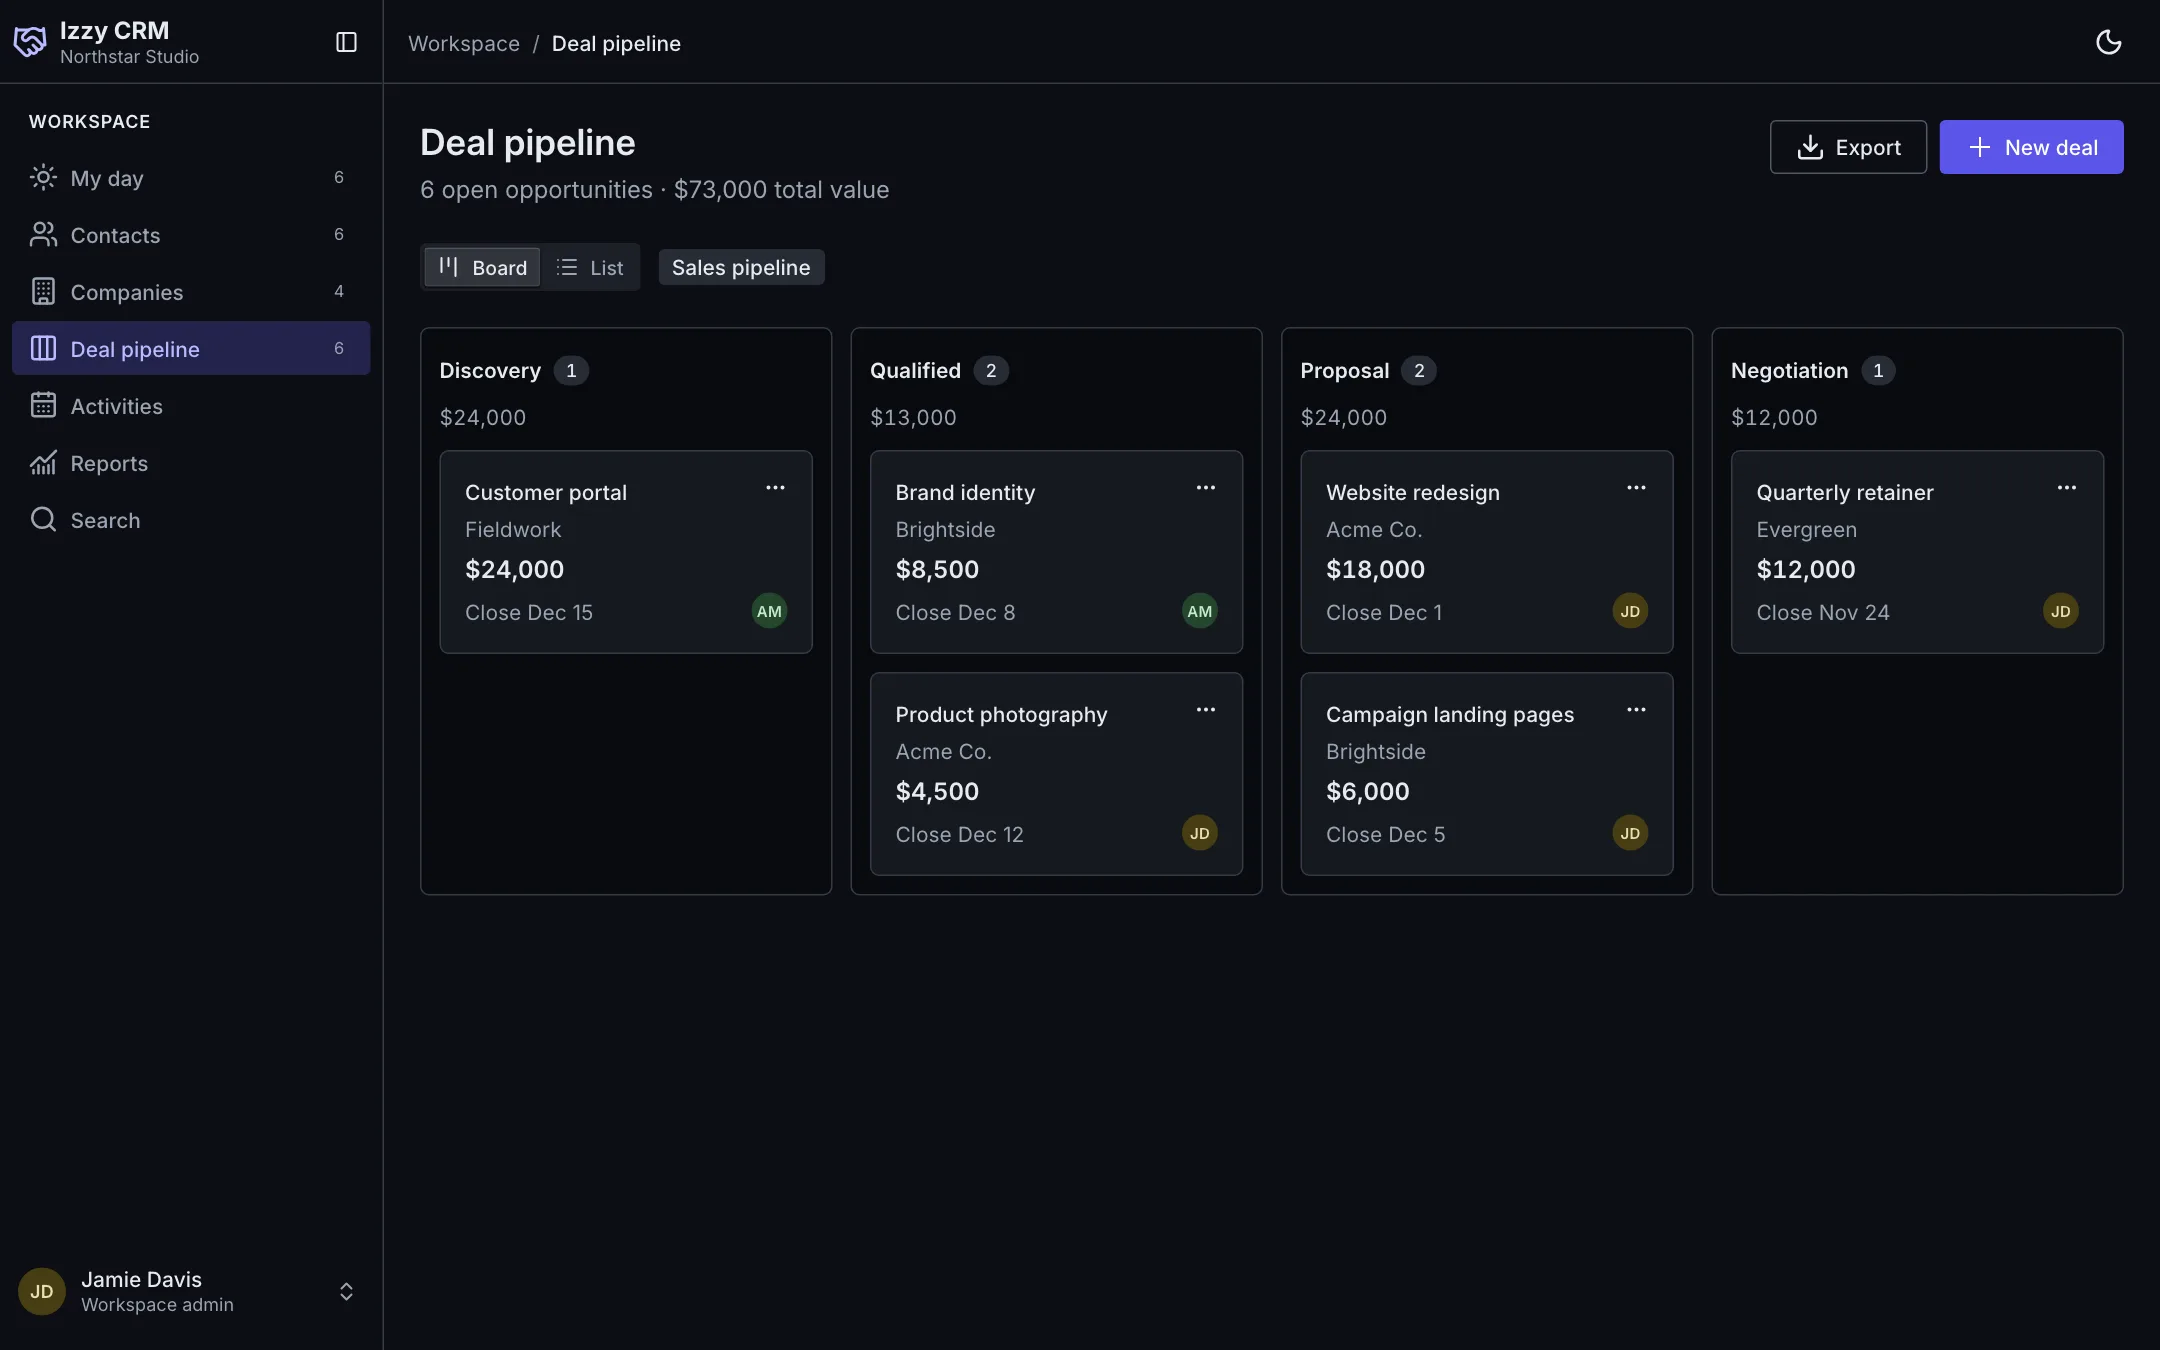 Izzy CRM
Northstar Studio
WORKSPACE
My day 6
Contacts 6
Companies 4
Deal pipeline 6
Activities
Reports
Search
JD
Jamie Davis
Workspace admin
Workspace / Deal pipeline
Deal pipeline
6 open opportunities · $73,000 total value
Export
New deal
Board
List
Sales pipeline
Discovery 1
$24,000
Customer portal
Fieldwork
$24,000
Close Dec 15 AM
Qualified 2
$13,000
Brand identity
Brightside
$8,500
Close Dec 8 AM
Product photography
Acme Co.
$4,500
Close Dec 12 JD
Proposal 2
$24,000
Website redesign
Acme Co.
$18,000
Close Dec 1 JD
Campaign landing pages
Brightside
$6,000
Close Dec 5 JD
Negotiation 1
$12,000
Quarterly retainer
Evergreen
$12,000
Close Nov 24 JD